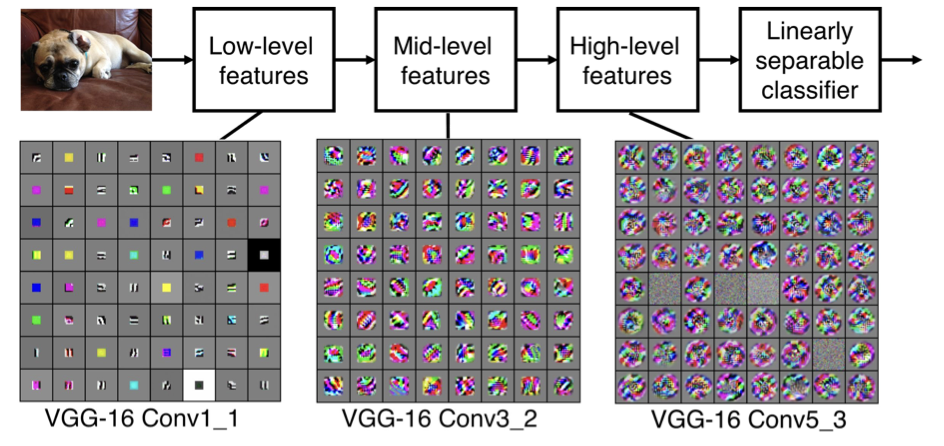 Low-level
features
Mid-level
features
High-level
features
Linearly
separable
classifier
VGG-16 Conv1_1
VGG-16 Conv3_2
VGG-16 Conv5_3